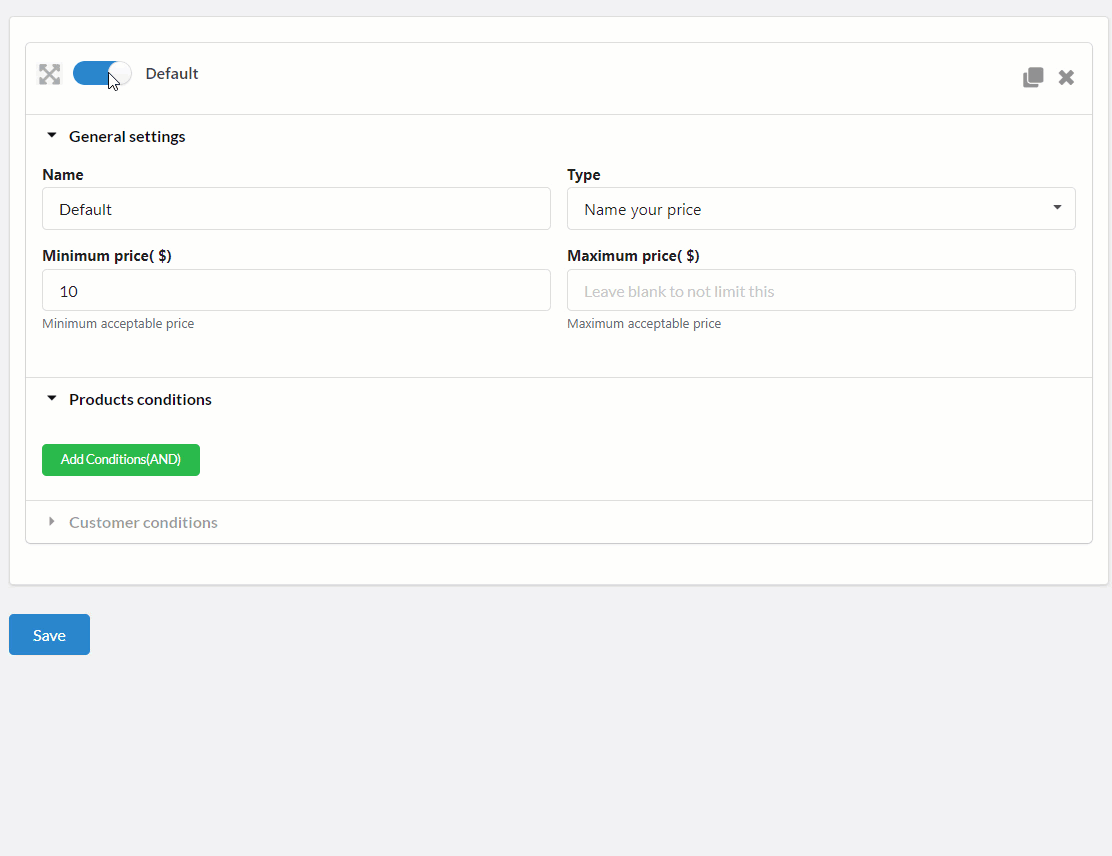 Default
General settings
Name Type
Default Name your price
Minimum price( $) Maximum price( $)
10 Leave blank to not limit this
Minimum acceptable price Maximum acceptable price
Products conditions
Add Conditions(AND)
Customer conditions
Save